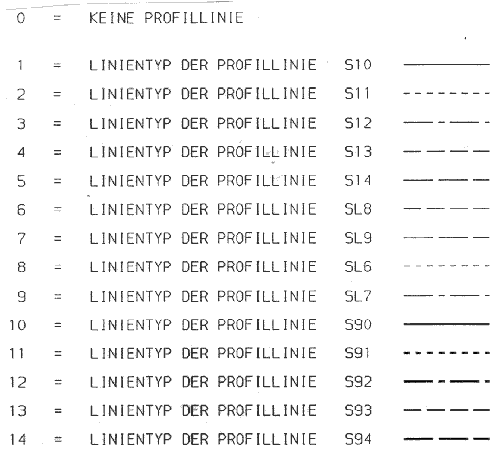 0 = KEINE PROFILLINIE
1 = LINIENTYP DER PROFILLINIE S10
2 = LINIENTYP DER PROFILLINIE S11
3 = LINIENTYP DER PROFILLINIE S12
4 = LINIENTYP DER PROFILLINIE S13
5 = LINIENTYP DER PROFILLINIE S14
6 = LINIENTYP DER PROFILLINIE SL8
7 = LINIENTYP DER PROFILLINIE SL9
8 = LINIENTYP DER PROFILLINIE SL6
9 = LINIENTYP DER PROFILLINIE SL7
10 = LINIENTYP DER PROFILLINIE S90
11 = LINIENTYP DER PROFILLINIE S91
12 = LINIENTYP DER PROFILLINIE S92
13 = LINIENTYP DER PROFILLINIE S93
14 = LINIENTYP DER PROFILLINIE S94